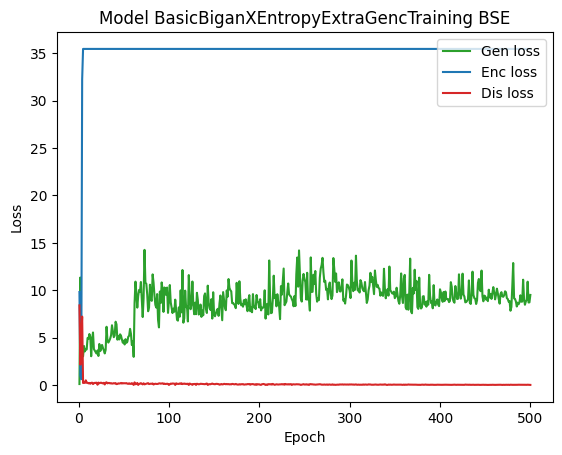 Model BasicBiganXEntropyExtraGencTraining BSE
Gen loss
Enc loss
Dis loss
Loss
35
30
25
20
15
10
5
0
0 100 200 300 400 500
Epoch